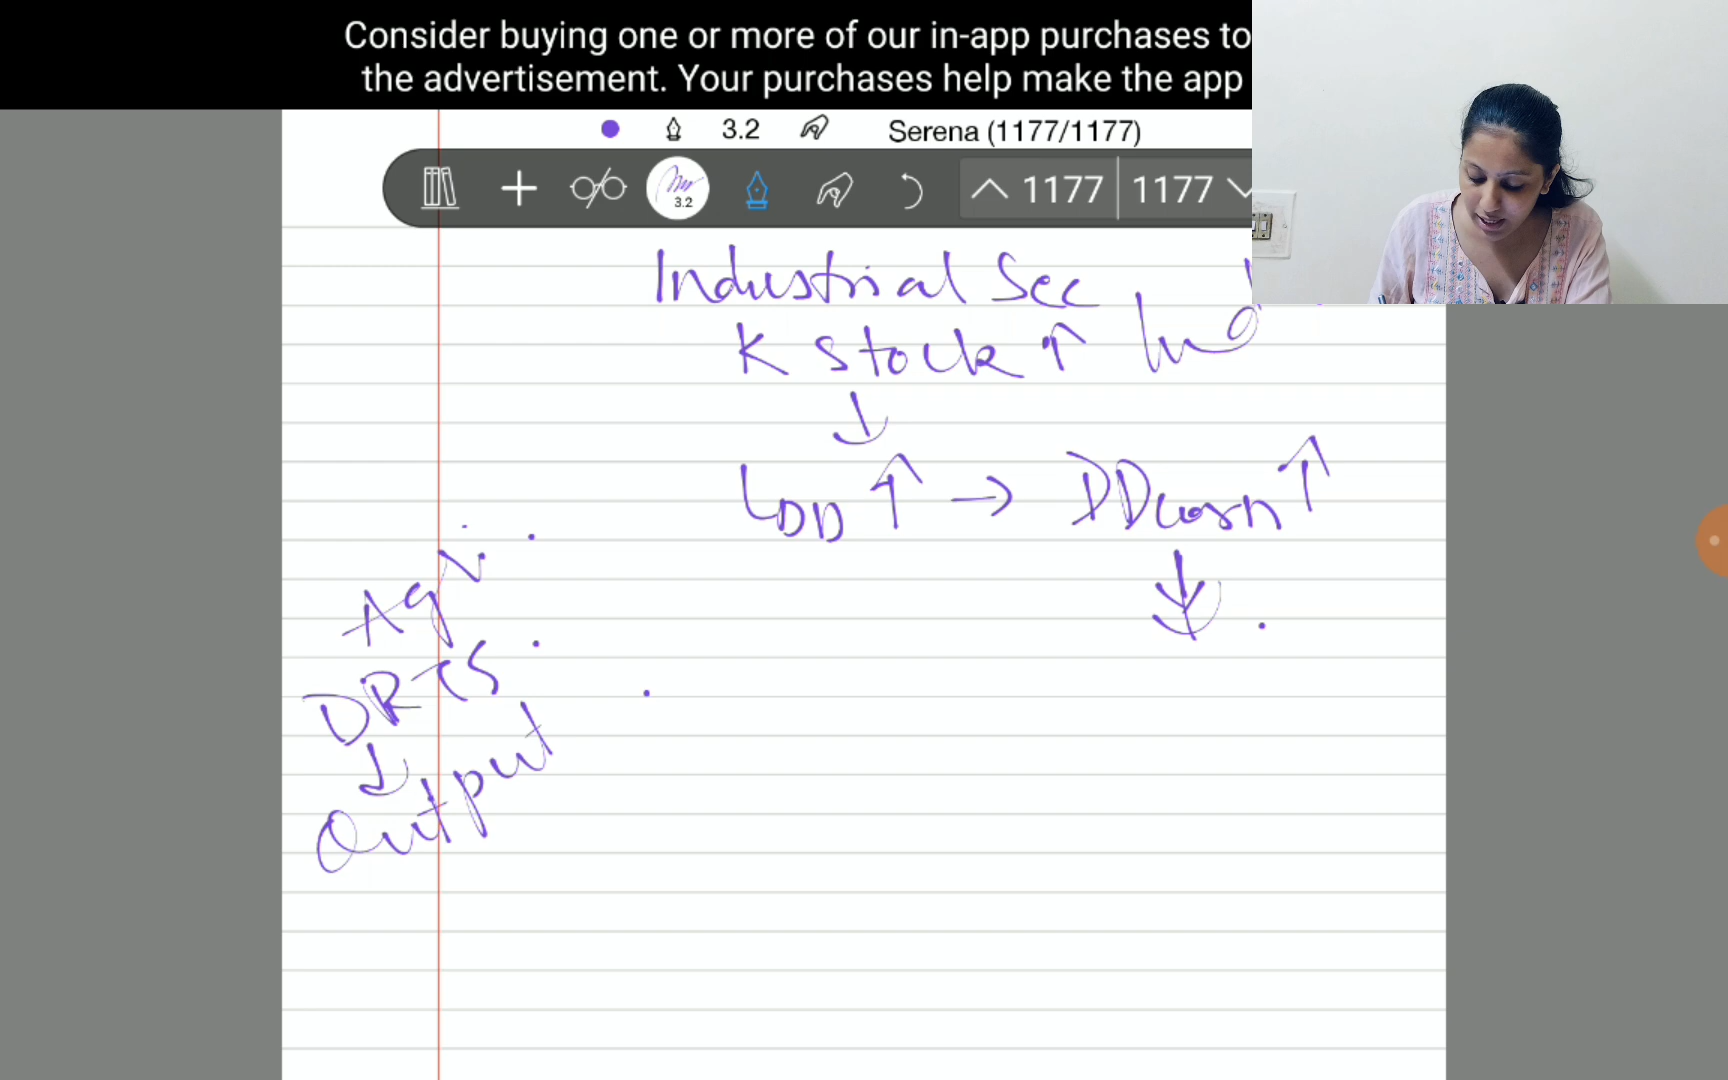 Consider buying one or more of our in-app purchases to
the advertisement. Your purchases help make the app
3.2 Serena (1177/1177)
3.2 1177 1177
Industrial Sec
K stock ↑
↓
LDD ↑ → DDcorn ↑
↓
Agri
DRTS
↓
Output